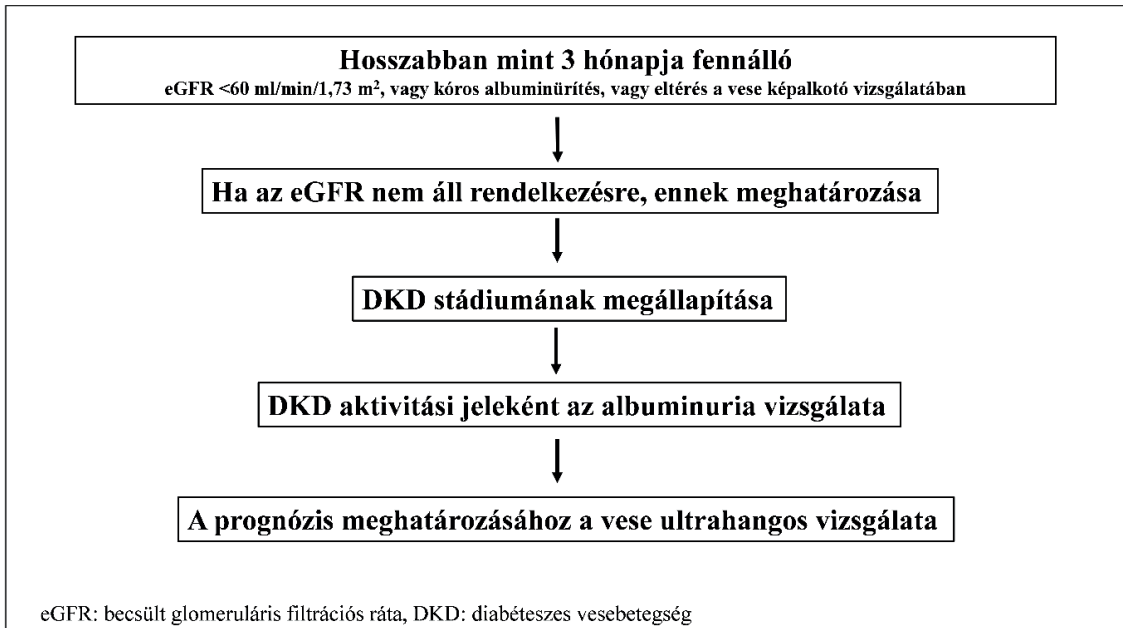 Hosszabban mint 3 hónapja fennálló
eGFR <60 ml/min/1,73 m², vagy kóros albuminürítés, vagy eltérés a vese képalkotó vizsgálatában
Ha az eGFR nem áll rendelkezésre, ennek meghatározása
DKD stádiumának megállapítása
DKD aktivitási jeleként az albuminuria vizsgálata
A prognózis meghatározásához a vese ultrahangos vizsgálata
eGFR: becsült glomeruláris filtrációs ráta, DKD: diabéteszes vesebetegség